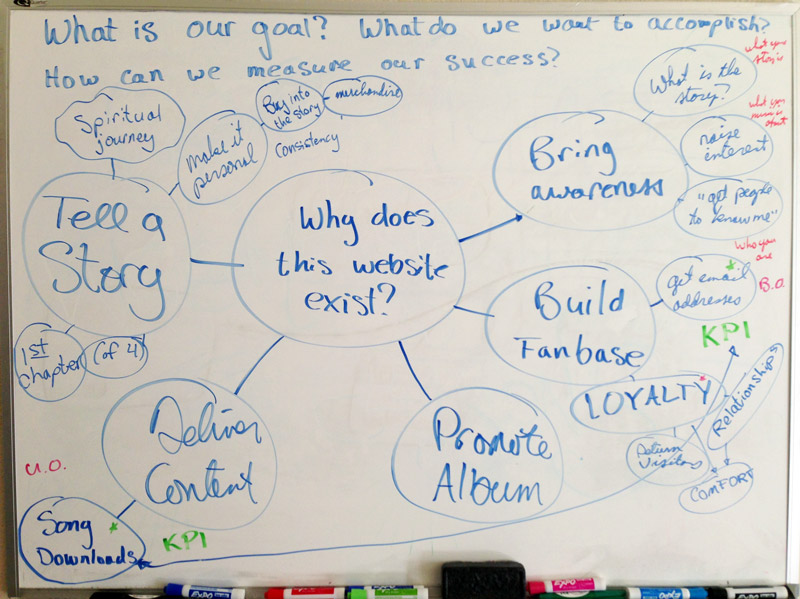 What is our goal? What do we want to accomplish?
How can we measure our success?
what your
story is
What is the
story?
what your
music is
about
raise
interest
Bring
awareness
"get people
to know me"
who you
are
Spiritual
journey
make it
personal
Buy into
the story
merchandise
Consistency
Tell a
Story
1st
chapter
(of 4)
Why does
this website
exist?
Build
Fanbase
get email
addresses
B.O.
KPI
LOYALTY
Relationships
Return
Visitors
COMFORT
Deliver
Content
Promote
Album
U.O.
Song
Downloads
KPI
EXPO
EXPO
EXPO
EXPO
EXPO